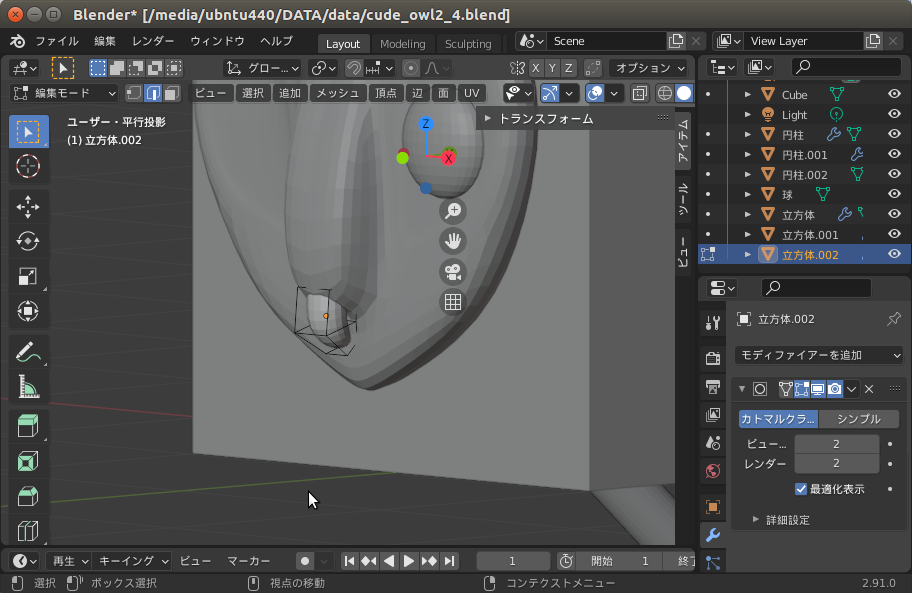 Blender* [/media/ubntu440/DATA/data/cude_owl2_4.blend]
ファイル 編集 レンダー ウィンドウ ヘルプ Layout Modeling Sculpting Scene View Layer
グロー... X Y Z オプション
編集モード ビュー 選択 追加 メッシュ 頂点 辺 面 UV
ユーザー・平行投影
(1) 立方体.002
トランスフォーム
アイテム
ツール
ビュー
Z
X
Cube
Light
円柱
円柱.001
円柱.002
球
立方体
立方体.001
立方体.002
立方体.002
モディファイアーを追加
カトマルクラ... シンプル
ビュー... 2
レンダー 2
最適化表示
詳細設定
再生 キーイング ビュー マーカー 1 開始 1 終了
選択 ボックス選択 視点の移動 コンテクストメニュー 2.91.0